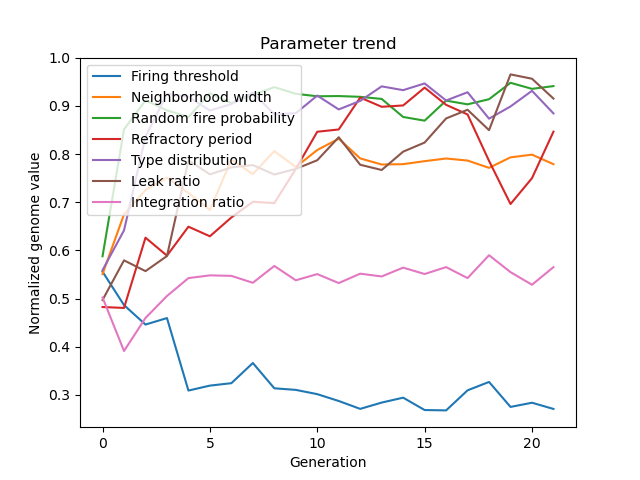 Parameter trend
Normalized genome value
1.0
0.9
0.8
0.7
0.6
0.5
0.4
0.3
Firing threshold
Neighborhood width
Random fire probability
Refractory period
Type distribution
Leak ratio
Integration ratio
0 5 10 15 20
Generation